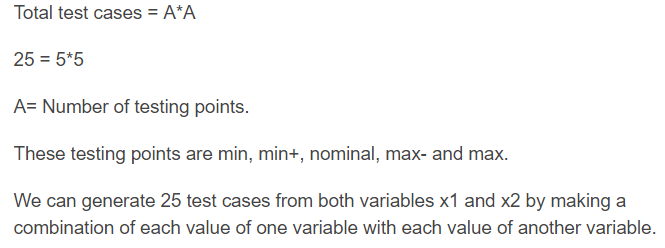 Total test cases = A*A
25 = 5*5
A= Number of testing points.
These testing points are min, min+, nominal, max- and max.
We can generate 25 test cases from both variables x1 and x2 by making a
combination of each value of one variable with each value of another variable.